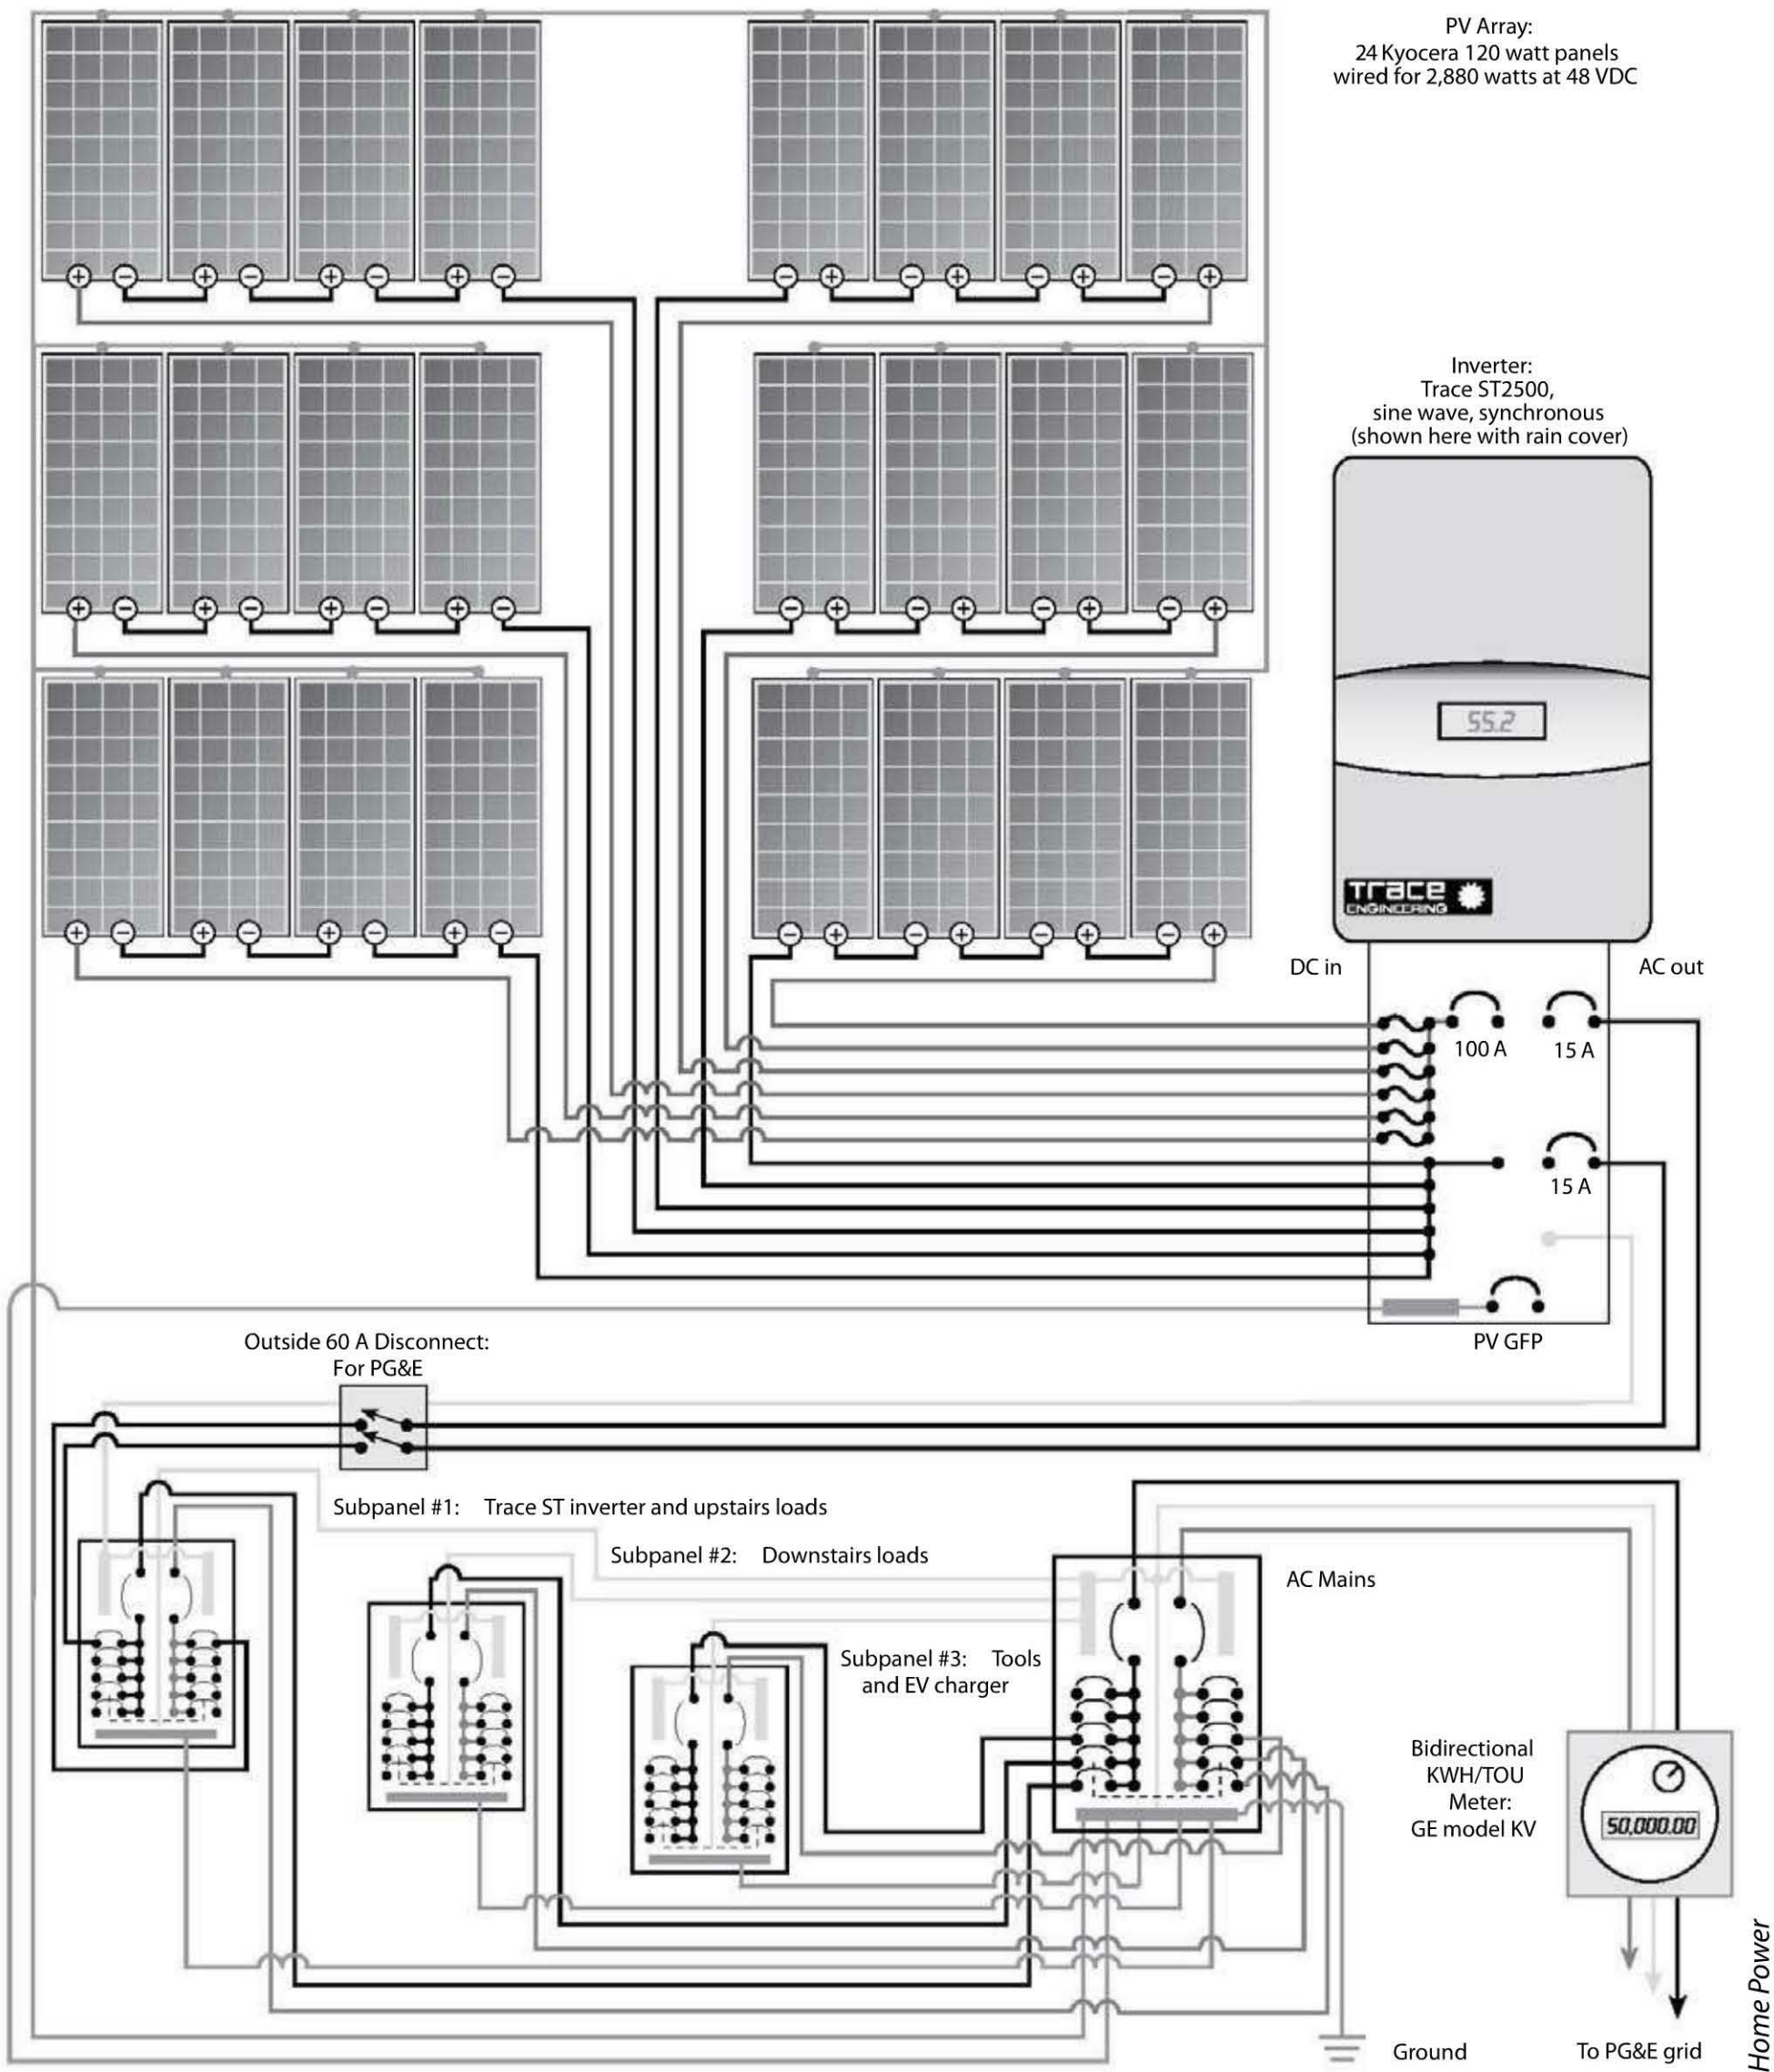 PV Array:
24 Kyocera 120 watt panels
wired for 2,880 watts at 48 VDC
Inverter:
Trace ST2500,
sine wave, synchronous
(shown here with rain cover)
55.2
Trace
ENGINEERING
DC in
AC out
100 A
15 A
15 A
PV GFP
Outside 60 A Disconnect:
For PG&E
Subpanel #1: Trace ST inverter and upstairs loads
Subpanel #2: Downstairs loads
AC Mains
Subpanel #3: Tools
and EV charger
Bidirectional
KWH/TOU
Meter:
GE model KV
50,000.00
Ground
To PG&E grid
Home Power